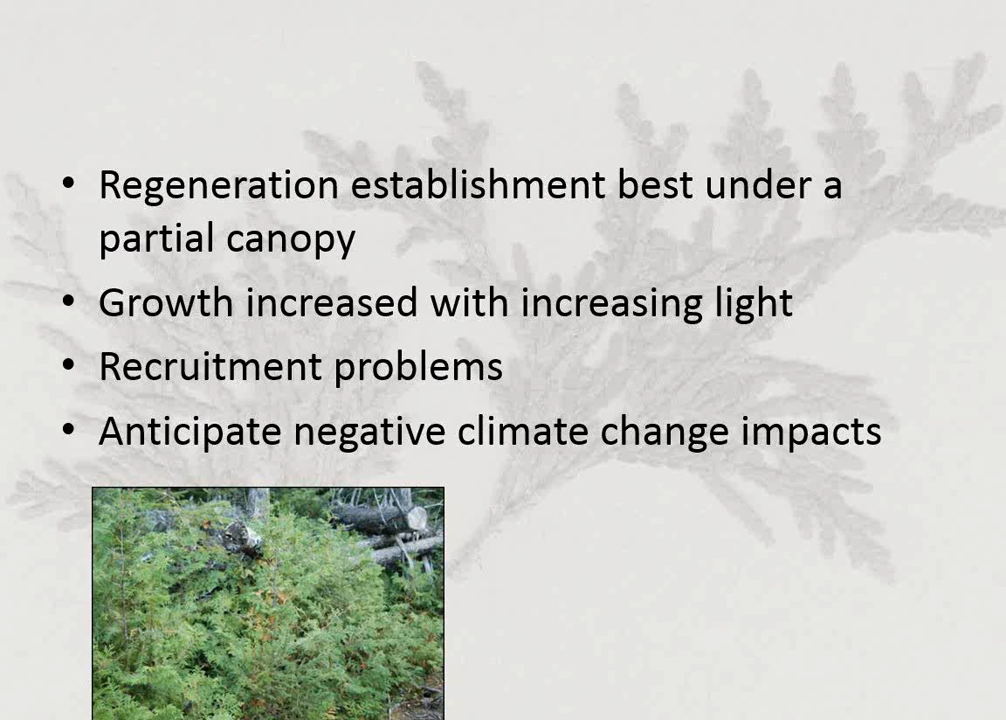 • Regeneration establishment best under a
partial canopy
• Growth increased with increasing light
• Recruitment problems
• Anticipate negative climate change impacts